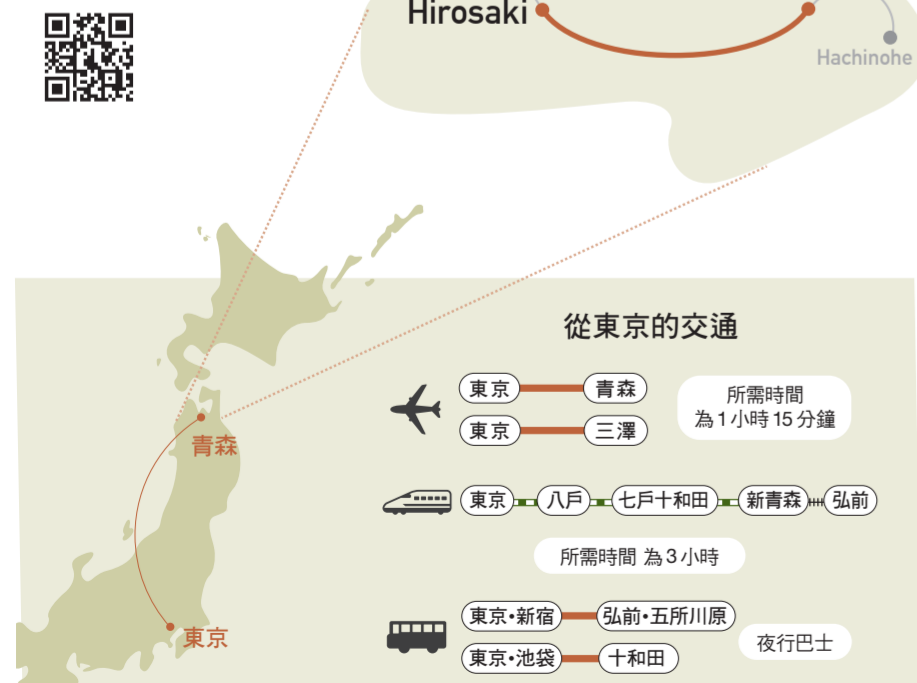 Hirosaki
Hachinohe
從東京的交通
東京 青森
東京 三澤
所需時間
為1小時15分鐘
東京 八戶 七戶十和田 新青森 弘前
所需時間 為3小時
東京•新宿 弘前•五所川原
東京•池袋 十和田
夜行巴士
青森
東京